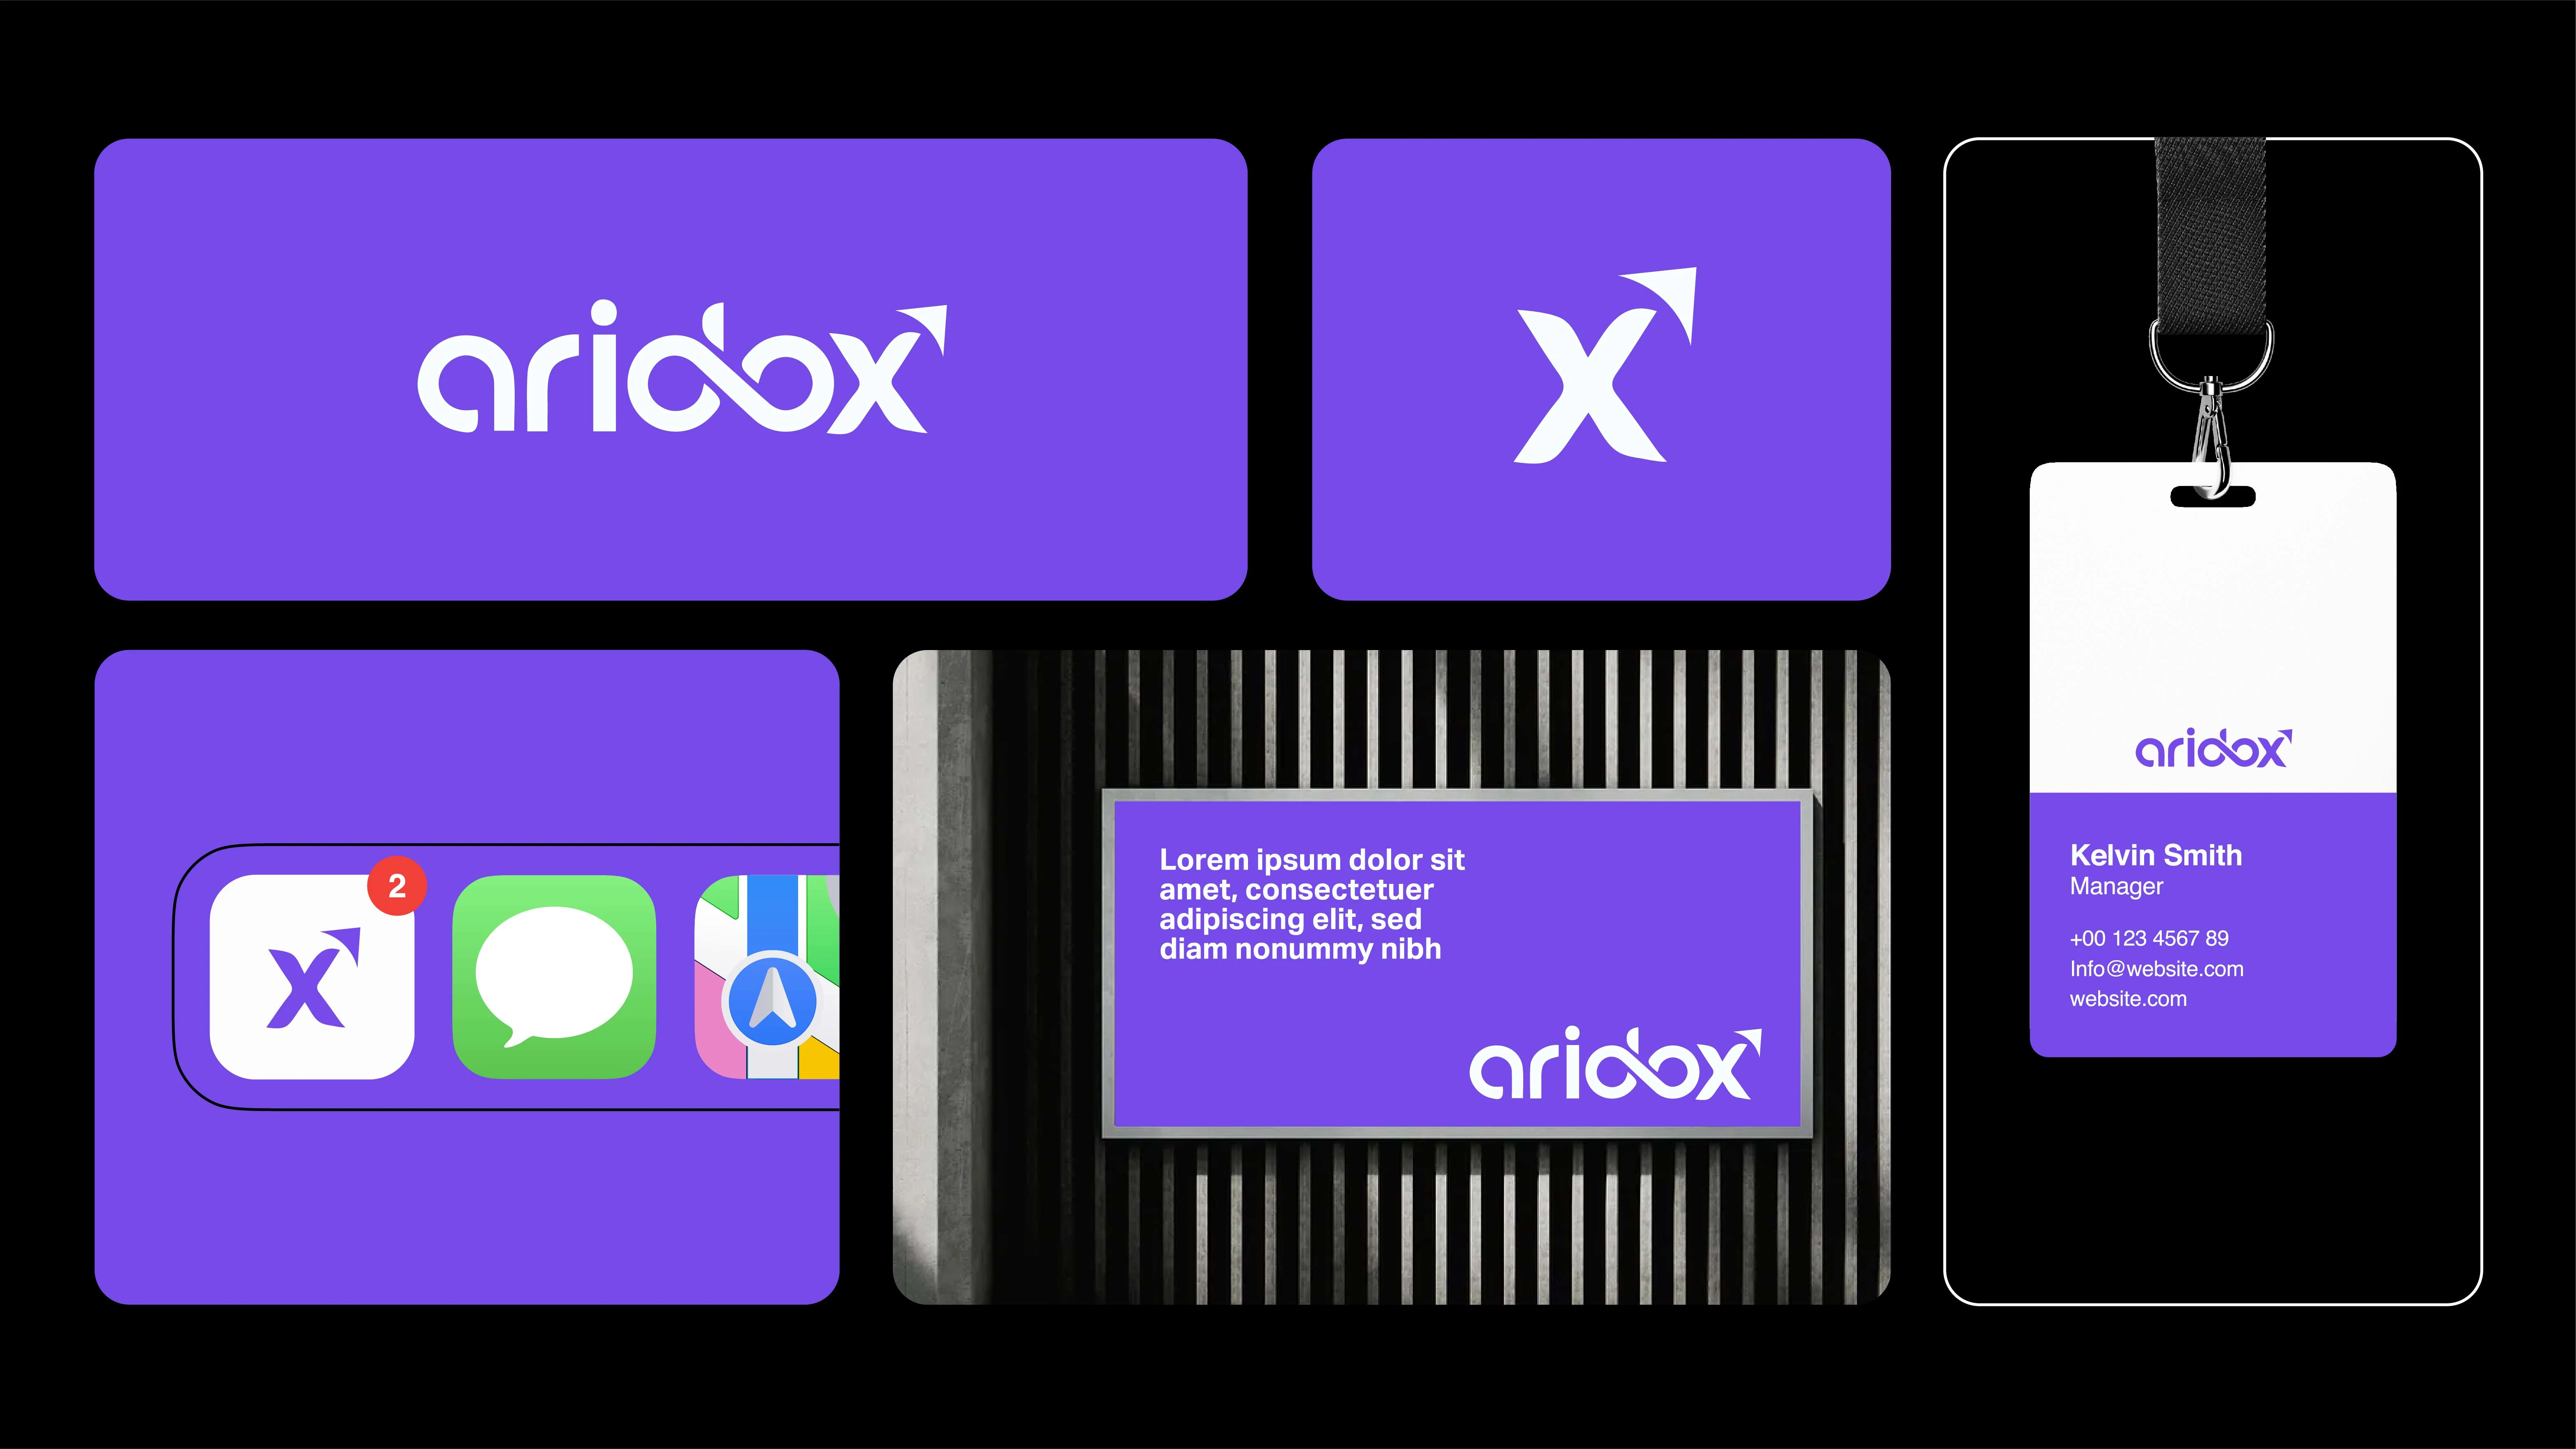 aridox
x
2
Lorem ipsum dolor sit
amet, consectetuer
adipiscing elit, sed
diam nonummy nibh
aridox
x
aridox
Kelvin Smith
Manager
+00 123 4567 89
Info@website.com
website.com